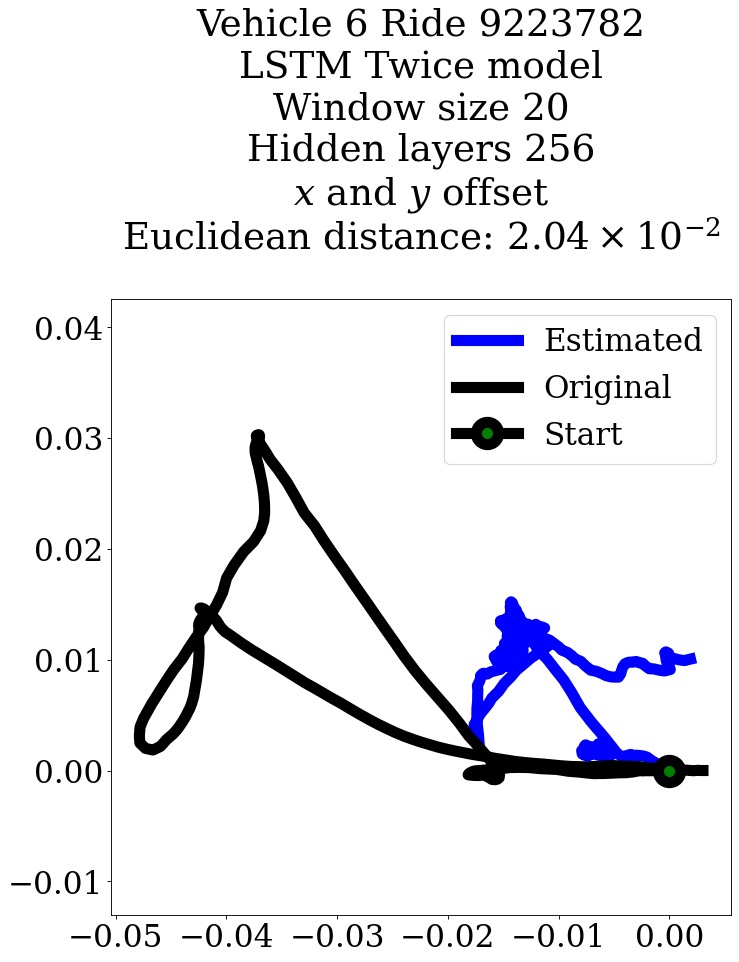 Vehicle 6 Ride 9223782
LSTM Twice model
Window size 20
Hidden layers 256
x and y offset
Euclidean distance: 2.04 × 10⁻²
Estimated
Original
Start
0.04
0.03
0.02
0.01
0.00
−0.01
−0.05 −0.04 −0.03 −0.02 −0.01 0.00